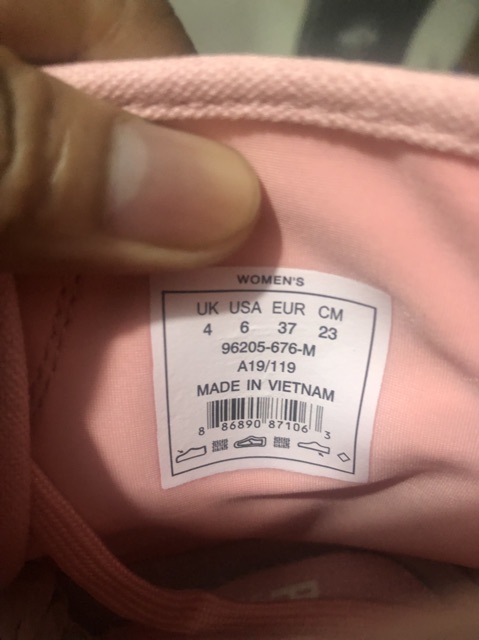 WOMEN'S
UK USA EUR CM
4 6 37 23
96205-676-M
A19/119
MADE IN VIETNAM
8 86890 87106 3